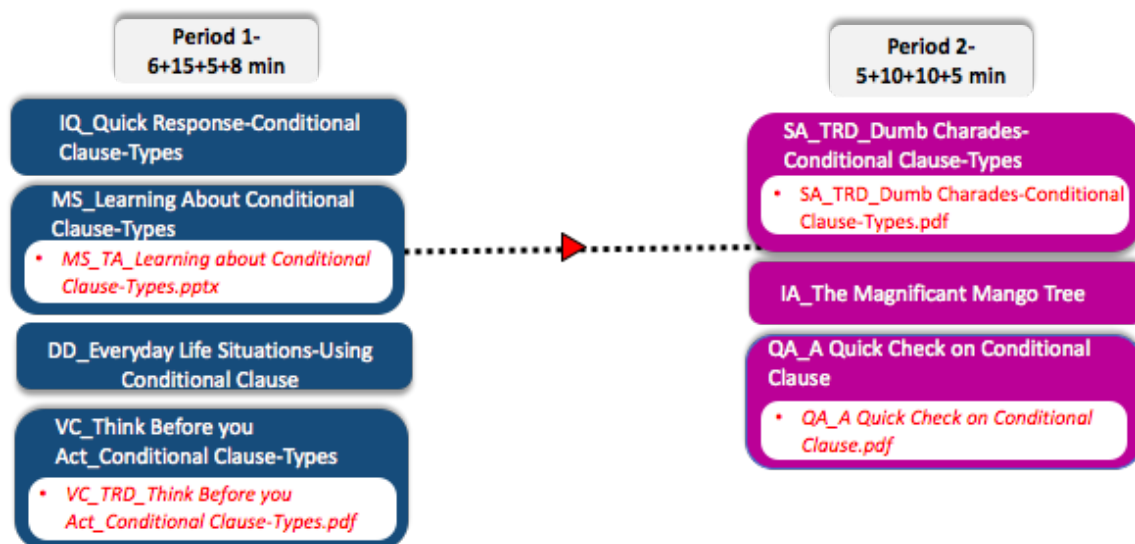 Period 1-
6+15+5+8 min
IQ_Quick Response-Conditional
Clause-Types
MS_Learning About Conditional
Clause-Types
• MS_TA_Learning about Conditional
Clause-Types.pptx
DD_Everyday Life Situations-Using
Conditional Clause
VC_Think Before you
Act_Conditional Clause-Types
• VC_TRD_Think Before you
Act_Conditional Clause-Types.pdf
Period 2-
5+10+10+5 min
SA_TRD_Dumb Charades-
Conditional Clause-Types
• SA_TRD_Dumb Charades-Conditional
Clause-Types.pdf
IA_The Magnificant Mango Tree
QA_A Quick Check on Conditional
Clause
• QA_A Quick Check on Conditional
Clause.pdf